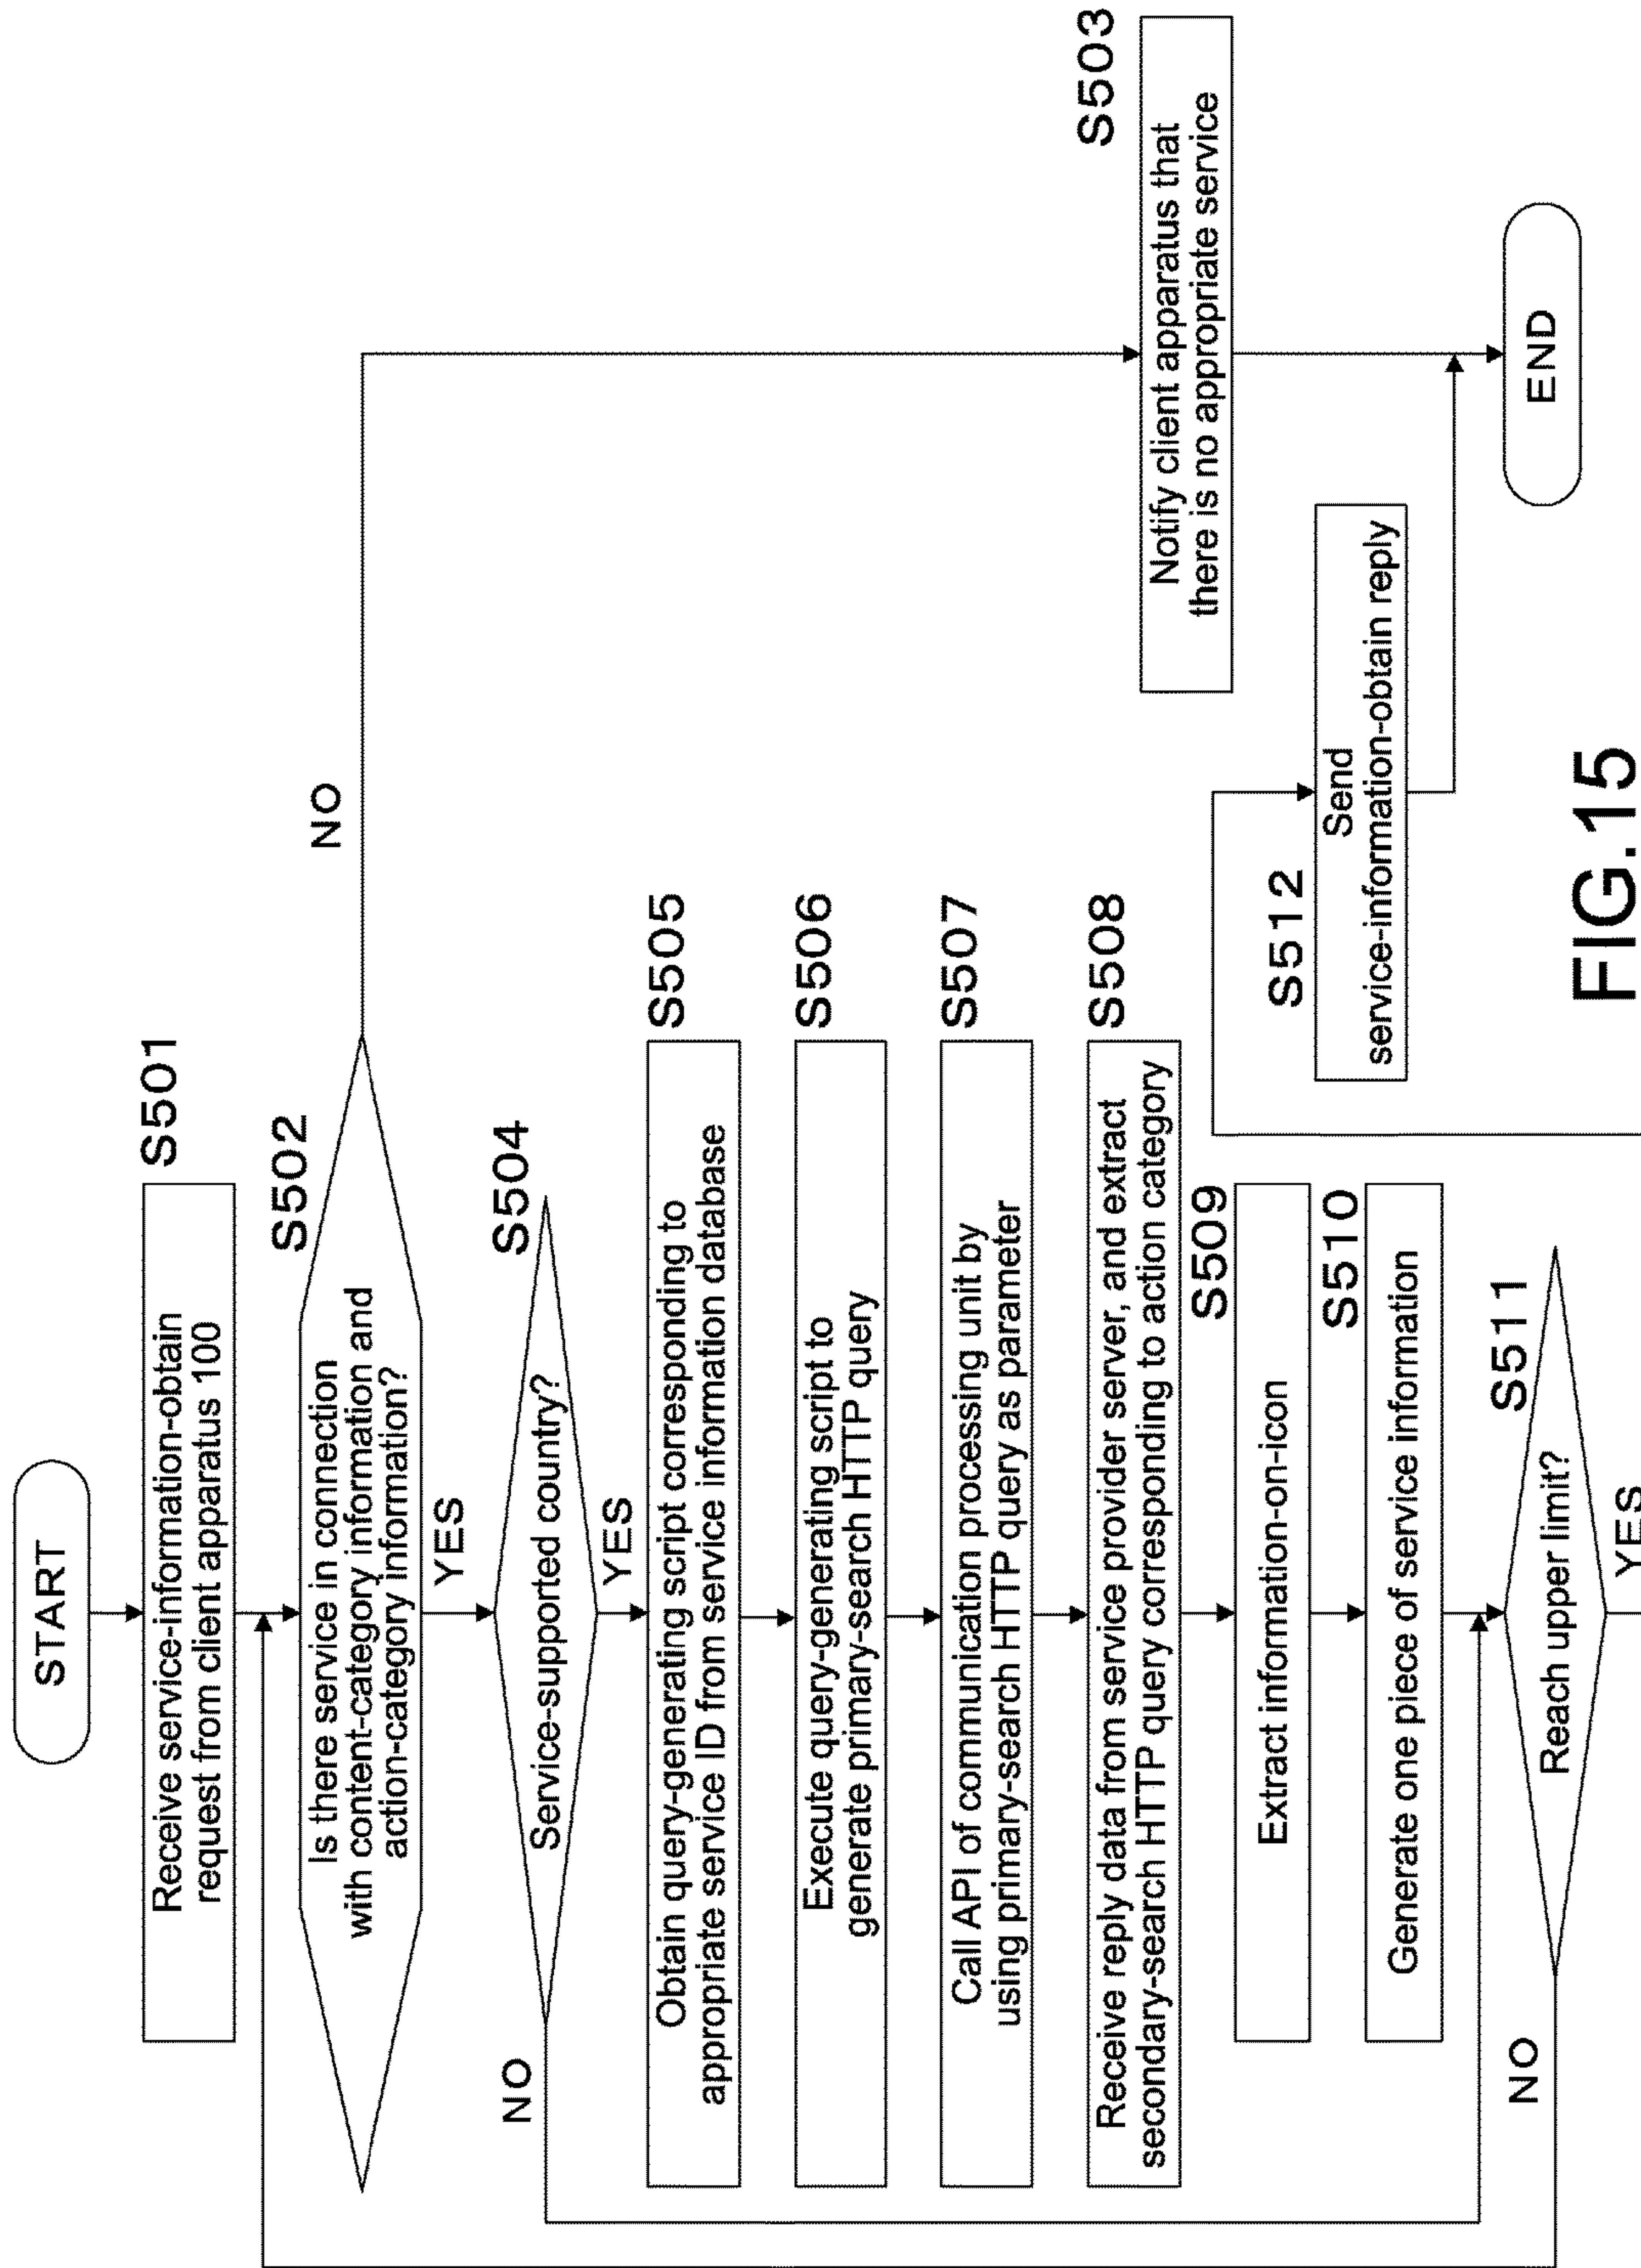 START
S501
Receive service-information-obtain
request from client apparatus 100
S502
Is there service in connection
with content-category information and
action-category information?
NO
YES
S504
Service-supported country?
NO
YES
S505
Obtain query-generating script corresponding to
appropriate service ID from service information database
S506
Execute query-generating script to
generate primary-search HTTP query
S507
Call API of communication processing unit by
using primary-search HTTP query as parameter
S508
Receive reply data from service provider server, and extract
secondary-search HTTP query corresponding to action category
S509
Extract information-on-icon
S510
Generate one piece of service information
S511
Reach upper limit?
NO
YES
S503
Notify client apparatus that
there is no appropriate service
S512
Send
service-information-obtain reply
END
FIG.15